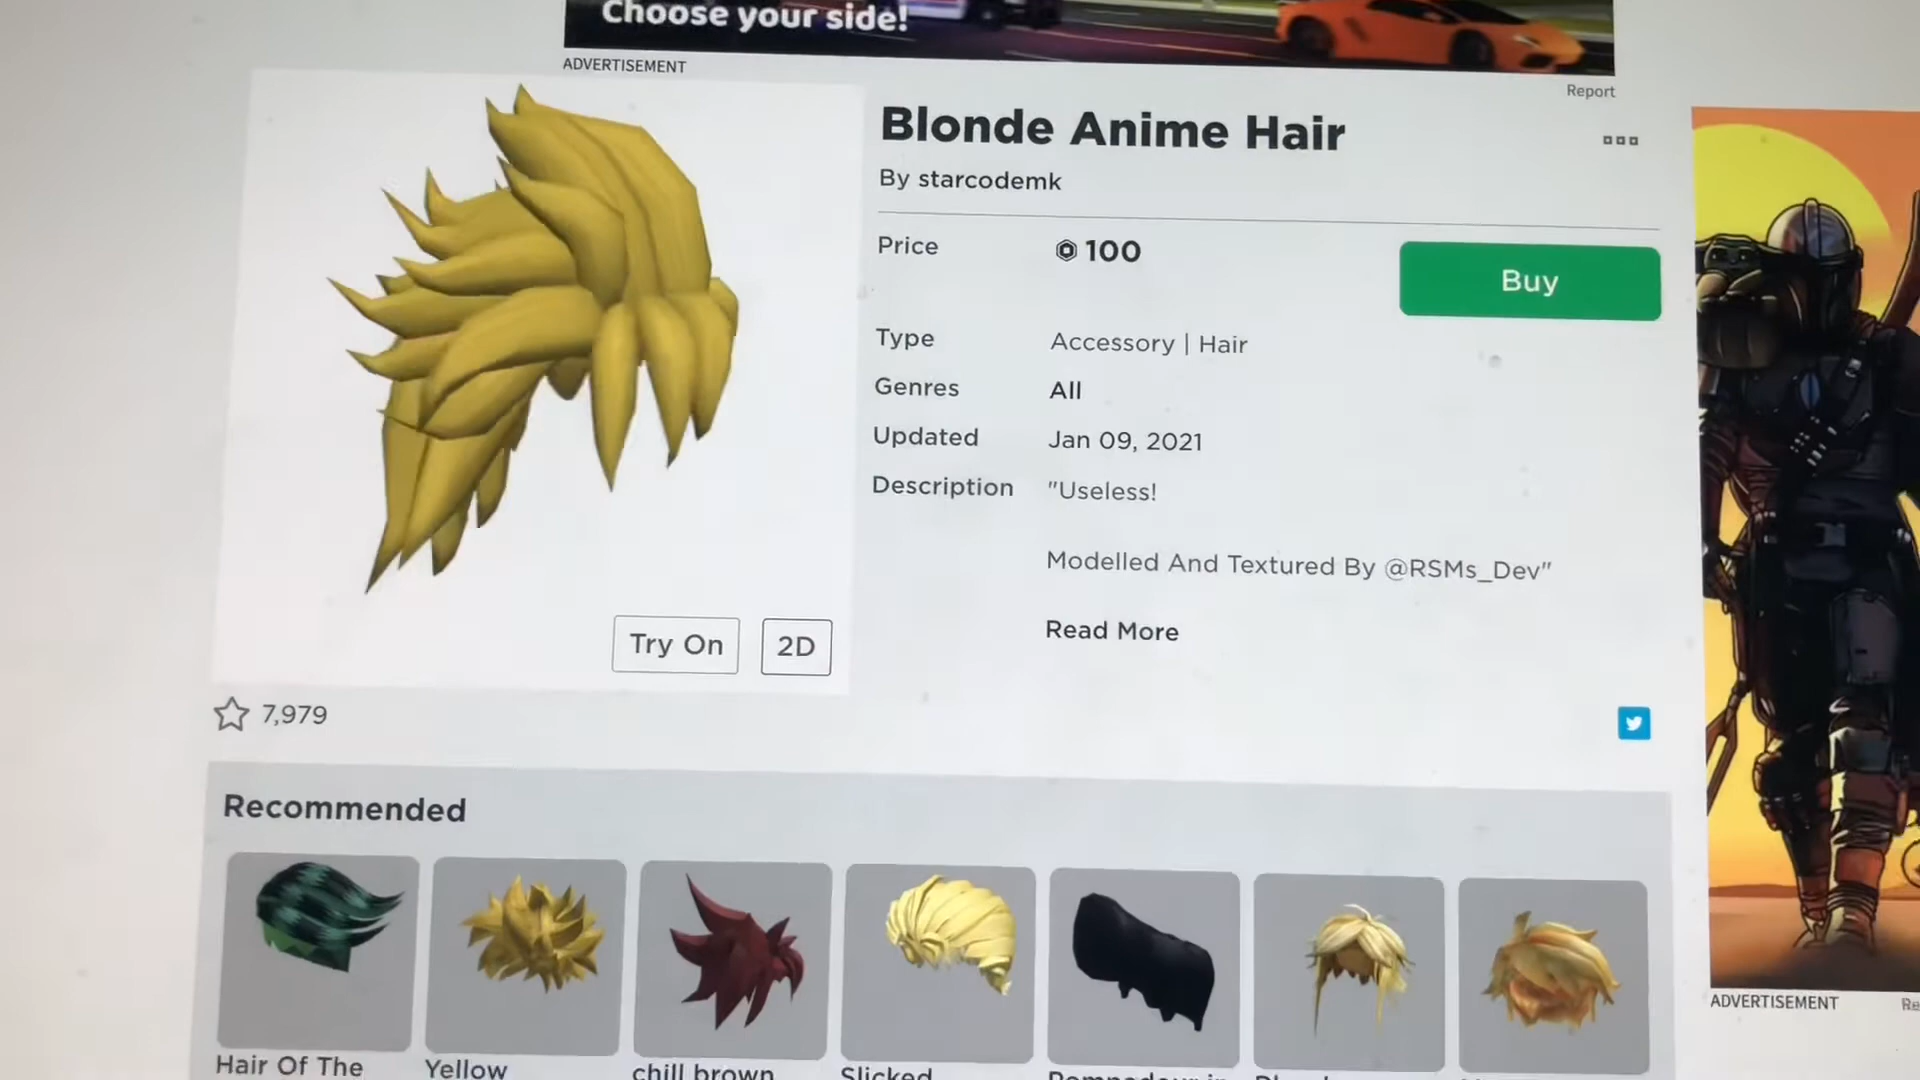 Choose your side!
ADVERTISEMENT
Report
Blonde Anime Hair
By starcodemk
Price 100
Buy
Type Accessory | Hair
Genres All
Updated Jan 09, 2021
Description "Useless!
Modelled And Textured By @RSMs_Dev"
Read More
Try On 2D
7,979
Recommended
ADVERTISEMENT
Hair Of The Yellow chill brown Slicked